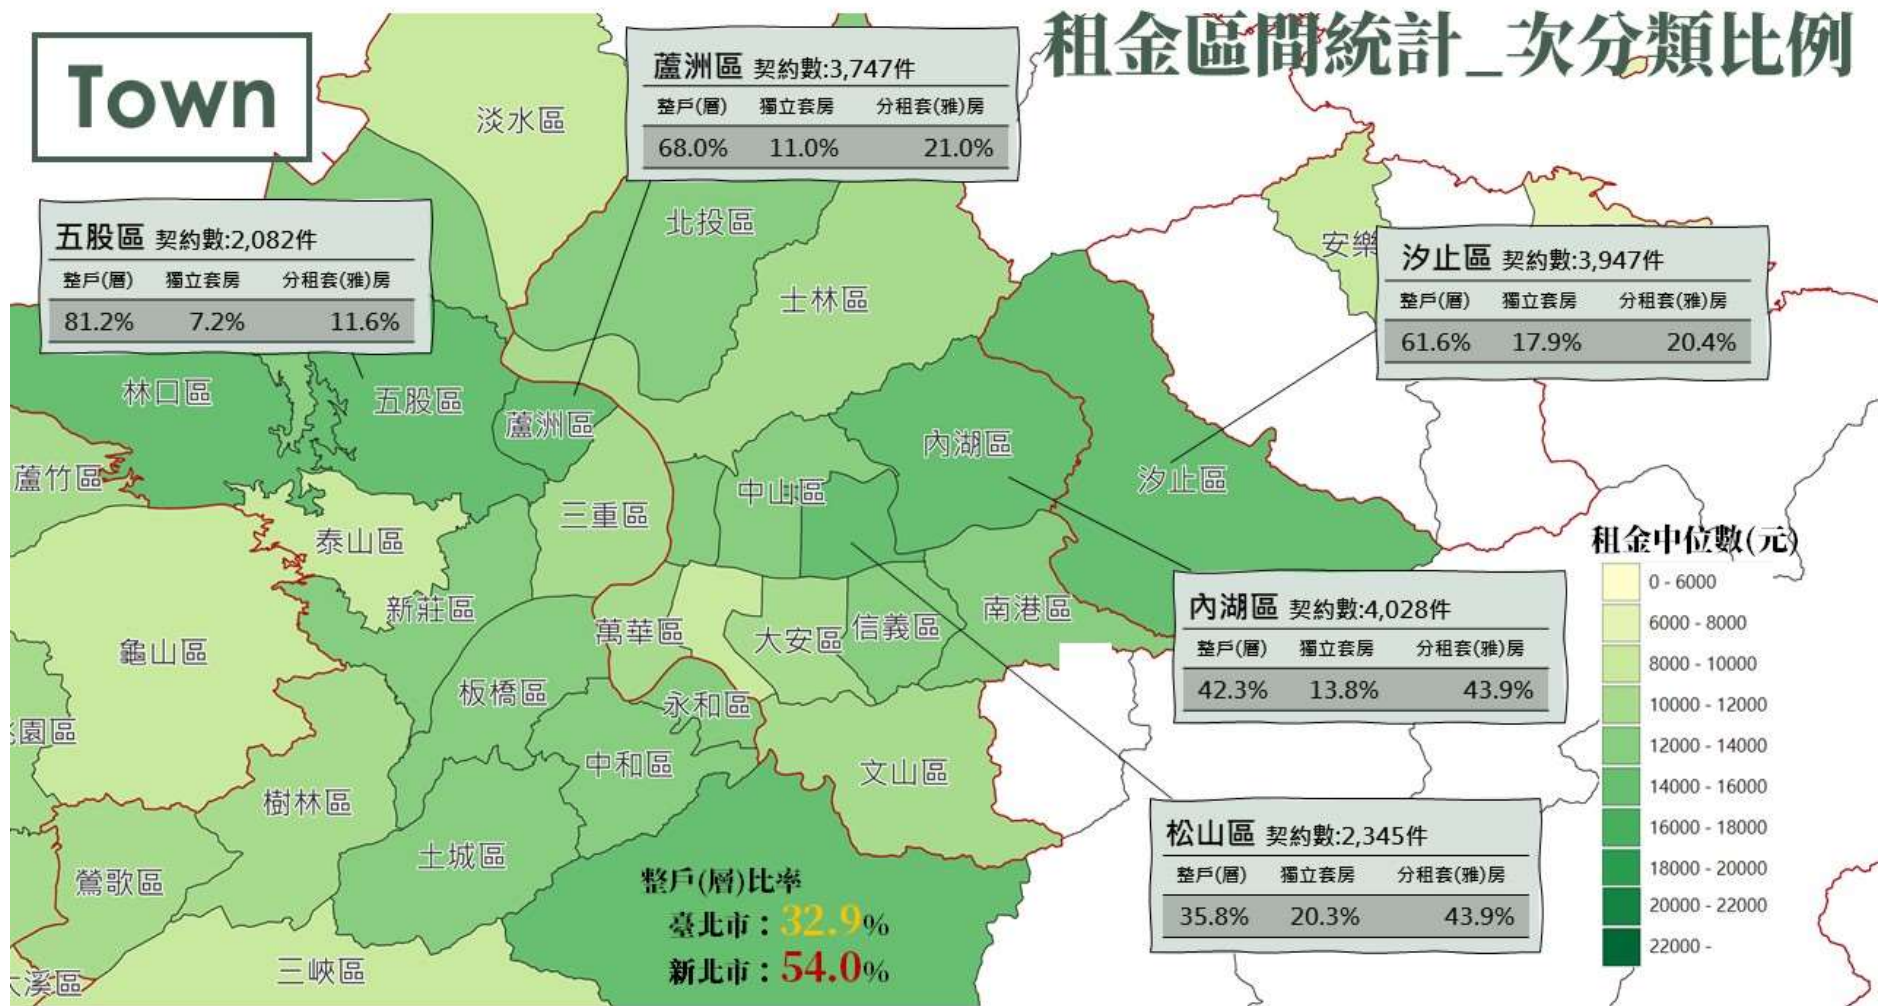 Town
租金區間統計_次分類比例
蘆洲區 契約數:3,747件
整戶(層) 獨立套房 分租套(雅)房
68.0% 11.0% 21.0%
五股區 契約數:2,082件
整戶(層) 獨立套房 分租套(雅)房
81.2% 7.2% 11.6%
汐止區 契約數:3,947件
整戶(層) 獨立套房 分租套(雅)房
61.6% 17.9% 20.4%
內湖區 契約數:4,028件
整戶(層) 獨立套房 分租套(雅)房
42.3% 13.8% 43.9%
松山區 契約數:2,345件
整戶(層) 獨立套房 分租套(雅)房
35.8% 20.3% 43.9%
淡水區
北投區
安樂
士林區
林口區
五股區
蘆洲區
內湖區
蘆竹區
汐止區
中山區
三重區
泰山區
新莊區
萬華區
大安區
信義區
南港區
龜山區
板橋區
永和區
園區
中和區
文山區
樹林區
土城區
鶯歌區
三峽區
溪區
整戶(層)比率
臺北市：32.9%
新北市：54.0%
租金中位數(元)
0 - 6000
6000 - 8000
8000 - 10000
10000 - 12000
12000 - 14000
14000 - 16000
16000 - 18000
18000 - 20000
20000 - 22000
22000 -